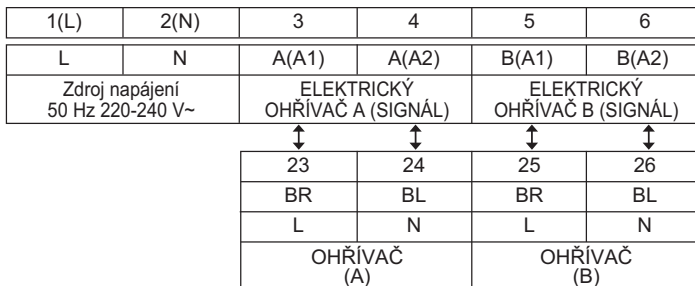 1(L) 2(N) 3 4 5 6
L N A(A1) A(A2) B(A1) B(A2)
Zdroj napájení ELEKTRICKÝ ELEKTRICKÝ
50 Hz 220-240 V~ OHŘÍVAČ A (SIGNÁL) OHŘÍVAČ B (SIGNÁL)
23 24 25 26
BR BL BR BL
L N L N
OHŘÍVAČ OHŘÍVAČ
(A) (B)